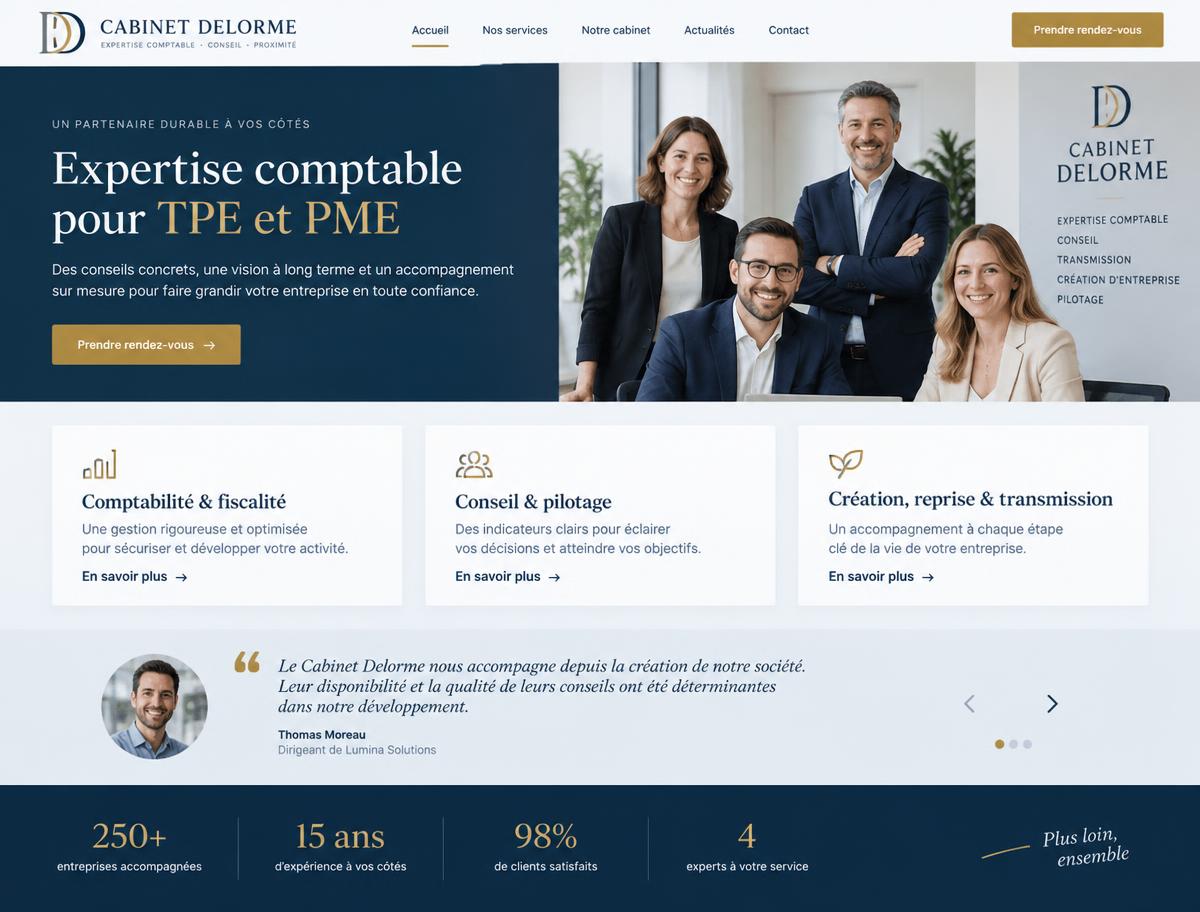 CABINET DELORME
EXPERTISE COMPTABLE · CONSEIL · PROXIMITÉ
Accueil
Nos services
Notre cabinet
Actualités
Contact
Prendre rendez-vous
UN PARTENAIRE DURABLE À VOS CÔTÉS
Expertise comptable
pour TPE et PME
Des conseils concrets, une vision à long terme et un accompagnement
sur mesure pour faire grandir votre entreprise en toute confiance.
Prendre rendez-vous →
CABINET
DELORME
EXPERTISE COMPTABLE
CONSEIL
TRANSMISSION
CRÉATION D'ENTREPRISE
PILOTAGE
Comptabilité & fiscalité
Une gestion rigoureuse et optimisée
pour sécuriser et développer votre activité.
En savoir plus →
Conseil & pilotage
Des indicateurs clairs pour éclairer
vos décisions et atteindre vos objectifs.
En savoir plus →
Création, reprise & transmission
Un accompagnement à chaque étape
clé de la vie de votre entreprise.
En savoir plus →
“ Le Cabinet Delorme nous accompagne depuis la création de notre société.
Leur disponibilité et la qualité de leurs conseils ont été déterminantes
dans notre développement.
Thomas Moreau
Dirigeant de Lumina Solutions
250+
entreprises accompagnées
15 ans
d'expérience à vos côtés
98%
de clients satisfaits
4
experts à votre service
Plus loin,
ensemble